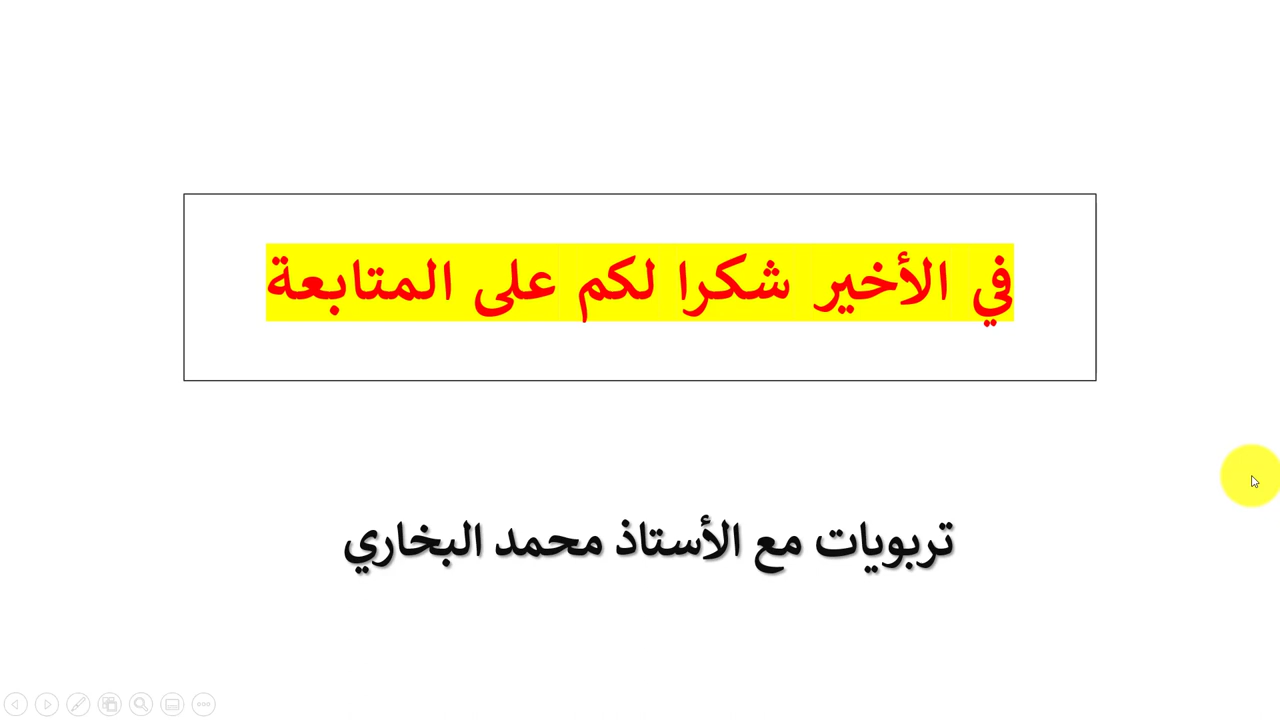 في الأخير شكرا لكم على المتابعة
تربويات مع الأستاذ محمد البخاري